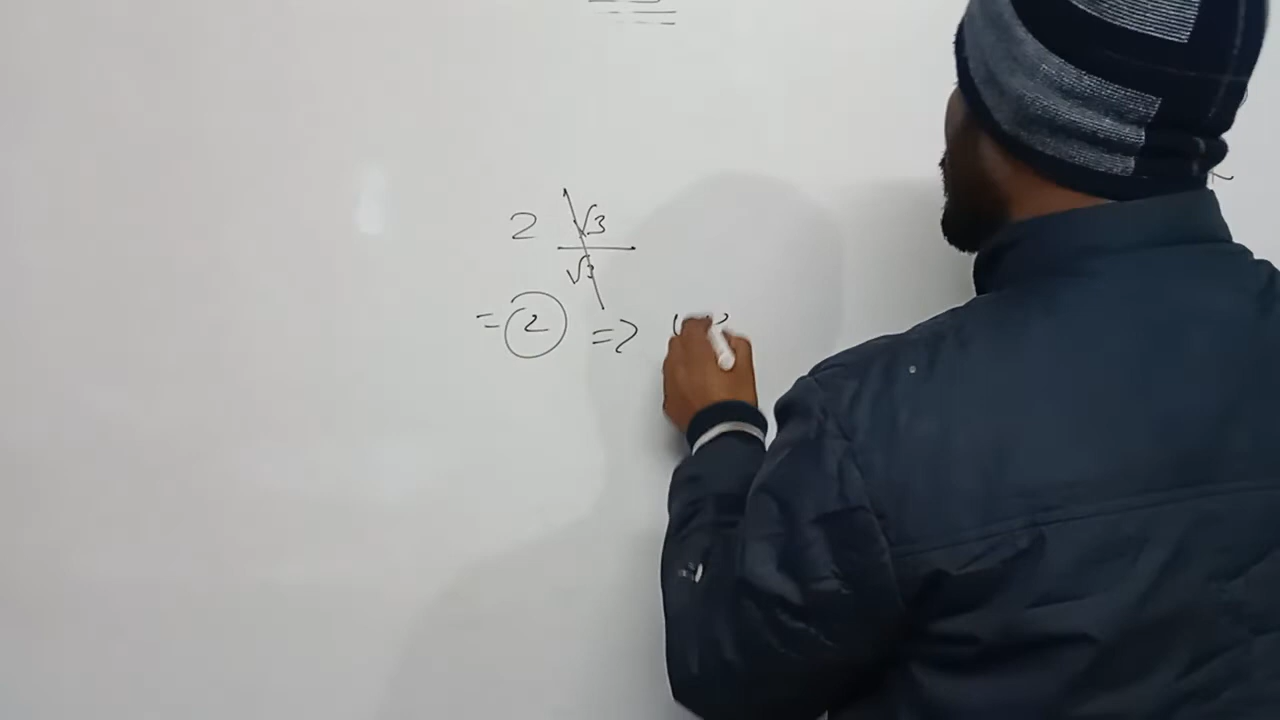 2 √3
√3
= 2 =>